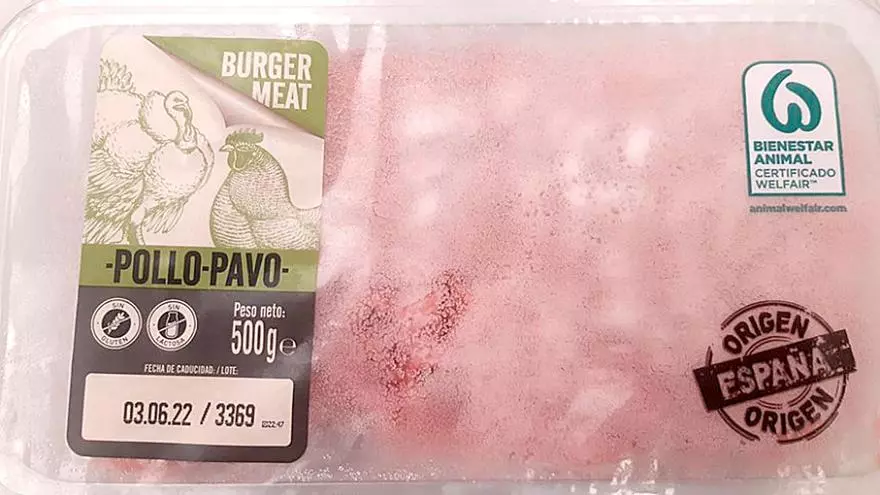 BURGER
MEAT
-POLLO-PAVO-
SIN
GLUTEN
SIN
LACTOSA
Peso neto:
500g e
FECHA DE CADUCIDAD: / LOTE:
03.06.22 / 3369
BIENESTAR
ANIMAL
CERTIFICADO
WELFAIR™
animalwelfair.com
ORIGEN
ESPAÑA
ORIGEN